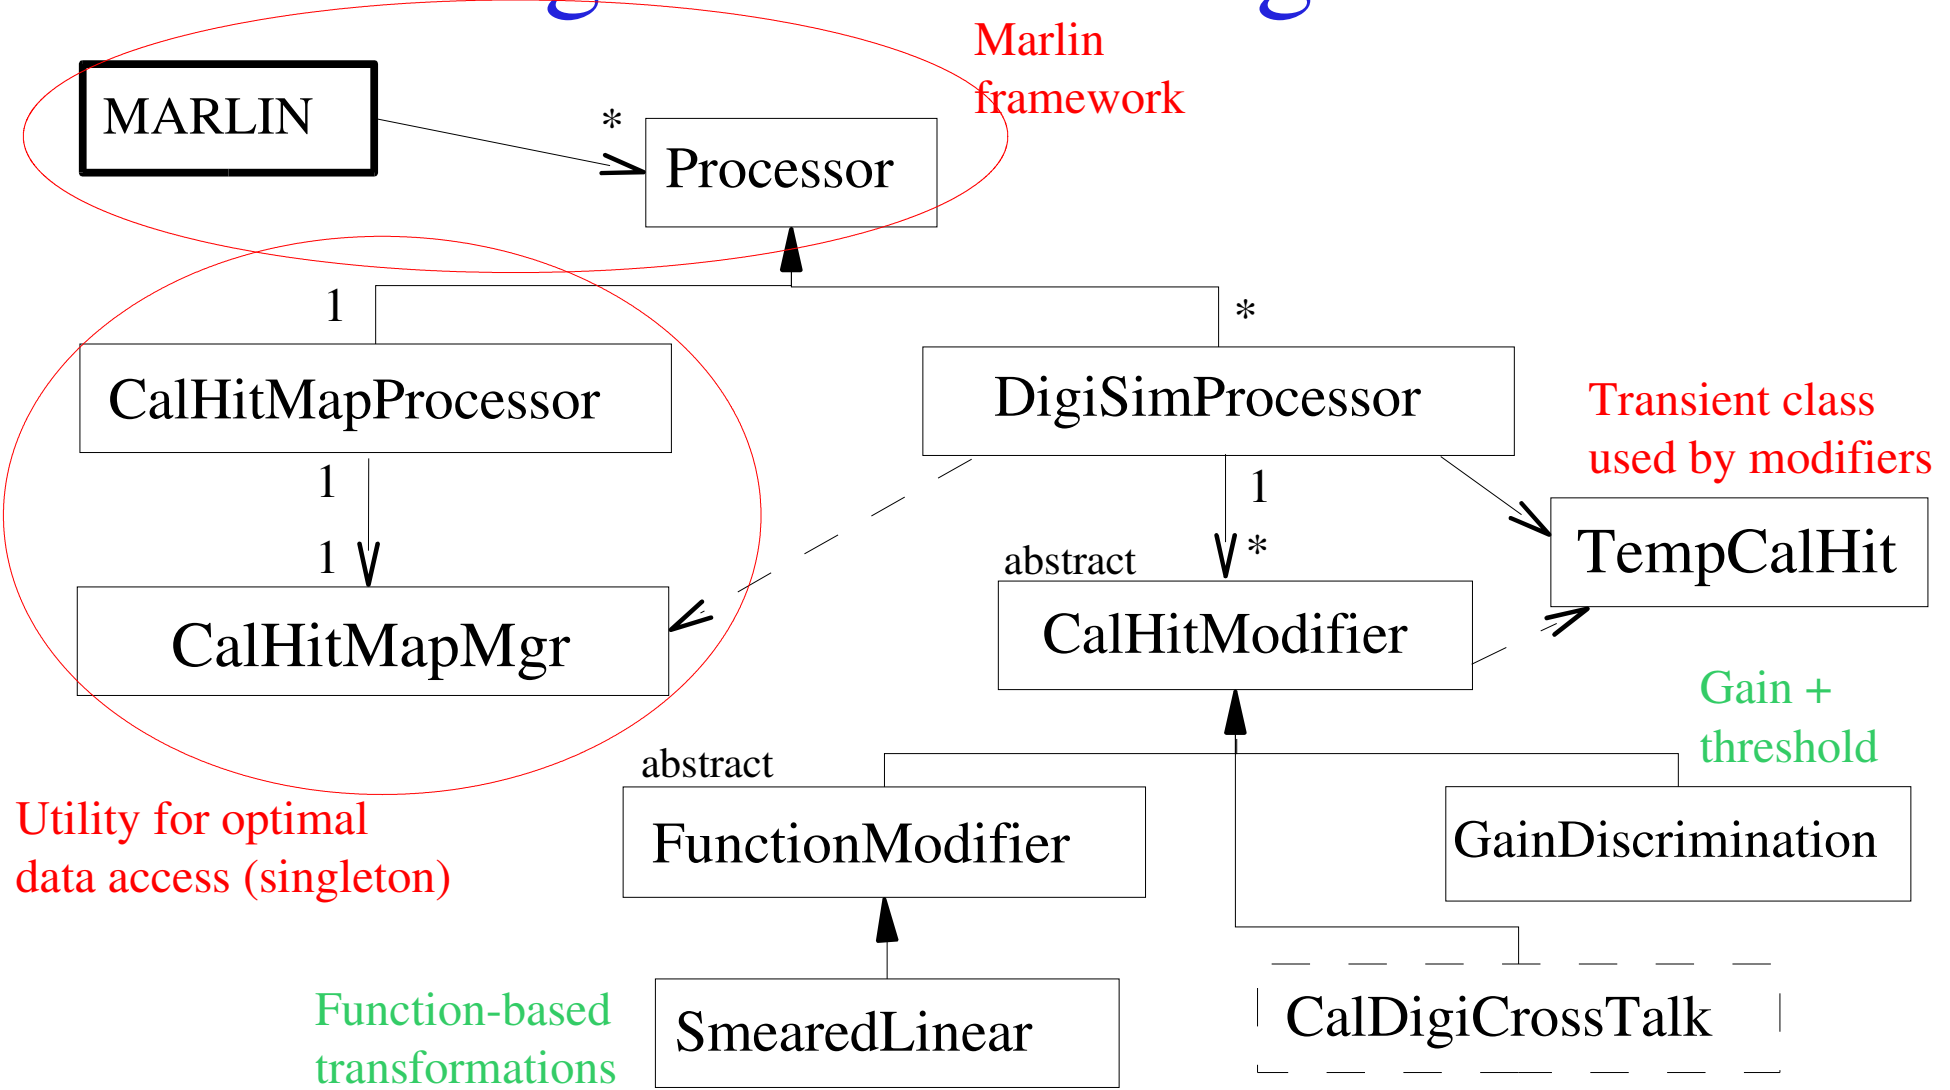 Marlin
framework
MARLIN
*
Processor
1
*
CalHitMapProcessor
DigiSimProcessor
Transient class
used by modifiers
1
1
1
*
abstract
TempCalHit
CalHitMapMgr
CalHitModifier
Gain +
threshold
abstract
Utility for optimal
data access (singleton)
FunctionModifier
GainDiscrimination
Function-based
transformations
SmearedLinear
CalDigiCrossTalk